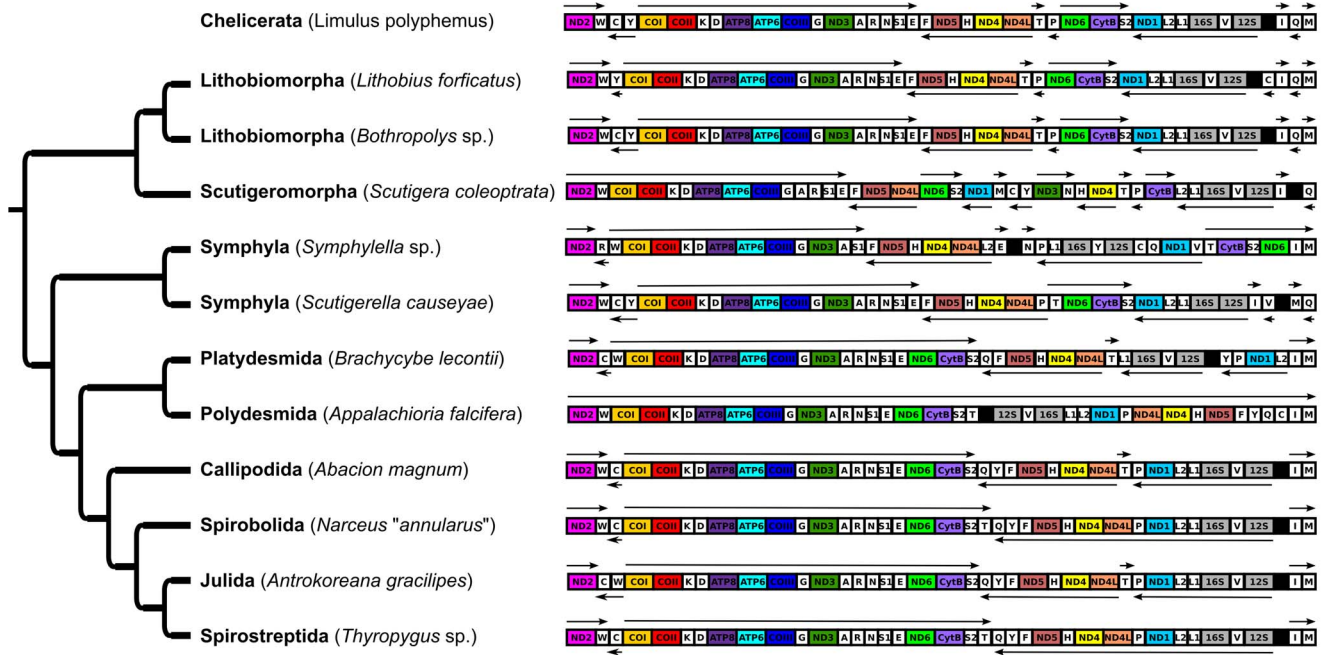 Chelicerata (Limulus polyphemus) ND2 W C Y COI COII K D ATP8 ATP6 COIII G ND3 A R N S1 E F ND5 H ND4 ND4L T P ND6 CytB S2 ND1 L2 L1 16S V 12S I Q M
Lithobiomorpha (Lithobius forficatus) ND2 W Y COI COII K D ATP8 ATP6 COIII G ND3 A R N S1 E F ND5 H ND4 ND4L T P ND6 CytB S2 ND1 L2 L1 16S V 12S C I Q M
Lithobiomorpha (Bothropolys sp.) ND2 W C Y COI COII K D ATP8 ATP6 COIII G ND3 A R N S1 E F ND5 H ND4 ND4L T P ND6 CytB S2 ND1 L2 L1 16S V 12S I Q M
Scutigeromorpha (Scutigera coleoptrata) ND2 W COI COII K D ATP8 ATP6 COIII G A R S1 E F ND5 ND4L ND6 S2 ND1 M C Y ND3 N H ND4 T P CytB L2 L1 16S V 12S I Q
Symphyla (Symphylella sp.) ND2 R W COI COII K D ATP8 ATP6 COIII G ND3 A S1 F ND5 H ND4 ND4L L2 E N P L1 16S Y 12S C Q ND1 V T CytB S2 ND6 I M
Symphyla (Scutigerella causeyae) ND2 W C Y COI COII K D ATP8 ATP6 COIII G ND3 A R N S1 E F ND5 H ND4 ND4L P T ND6 CytB S2 ND1 L2 L1 16S 12S I V M Q
Platydesmida (Brachycybe lecontii) ND2 C W COI COII K D ATP8 ATP6 COIII G ND3 A R N S1 E ND6 CytB S2 Q F ND5 H ND4 ND4L T L1 16S V 12S Y P ND1 L2 I M
Polydesmida (Appalachioria falcifera) ND2 W COI COII K D ATP8 ATP6 COIII G ND3 A R N S1 E ND6 CytB S2 T 12S V 16S L1 L2 ND1 P ND4L ND4 H ND5 F Y Q C I M
Callipodida (Abacion magnum) ND2 W C COI COII K D ATP8 ATP6 COIII G ND3 A R N S1 E ND6 CytB S2 Q Y F ND5 H ND4 ND4L T P ND1 L2 L1 16S V 12S I M
Spirobolida (Narceus "annularus") ND2 W C COI COII K D ATP8 ATP6 COIII G ND3 A R N S1 E ND6 CytB S2 T Q Y F ND5 H ND4 ND4L P ND1 L2 L1 16S V 12S I M
Julida (Antrokoreana gracilipes) ND2 C W COI COII K D ATP8 ATP6 COIII G ND3 A R N S1 E ND6 CytB S2 Q Y F ND5 H ND4 ND4L T P ND1 L2 L1 16S V 12S I M
Spirostreptida (Thyropygus sp.) ND2 W C COI COII K D ATP8 ATP6 COIII G ND3 A R N S1 E ND6 CytB S2 T Q Y F ND5 H ND4 ND4L P ND1 L2 L1 16S V 12S I M